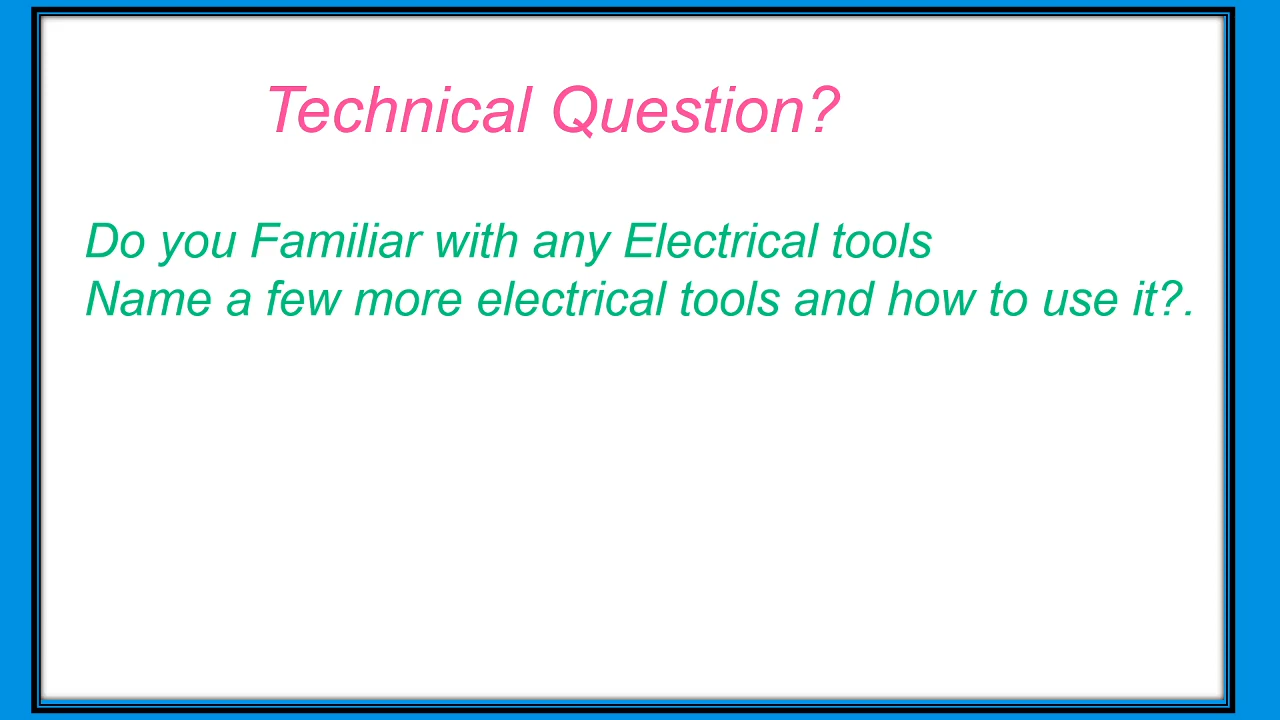 Technical Question?
Do you Familiar with any Electrical tools
Name a few more electrical tools and how to use it?.